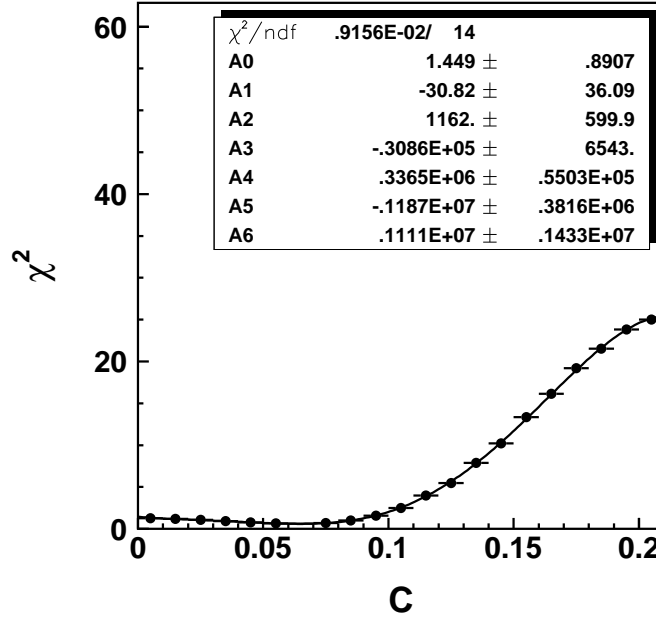 χ²/ndf .9156E-02/ 14
A0 1.449 ± .8907
A1 -30.82 ± 36.09
A2 1162. ± 599.9
A3 -.3086E+05 ± 6543.
A4 .3365E+06 ± .5503E+05
A5 -.1187E+07 ± .3816E+06
A6 .1111E+07 ± .1433E+07
60
40
20
0
χ²
0 0.05 0.1 0.15 0.2
C